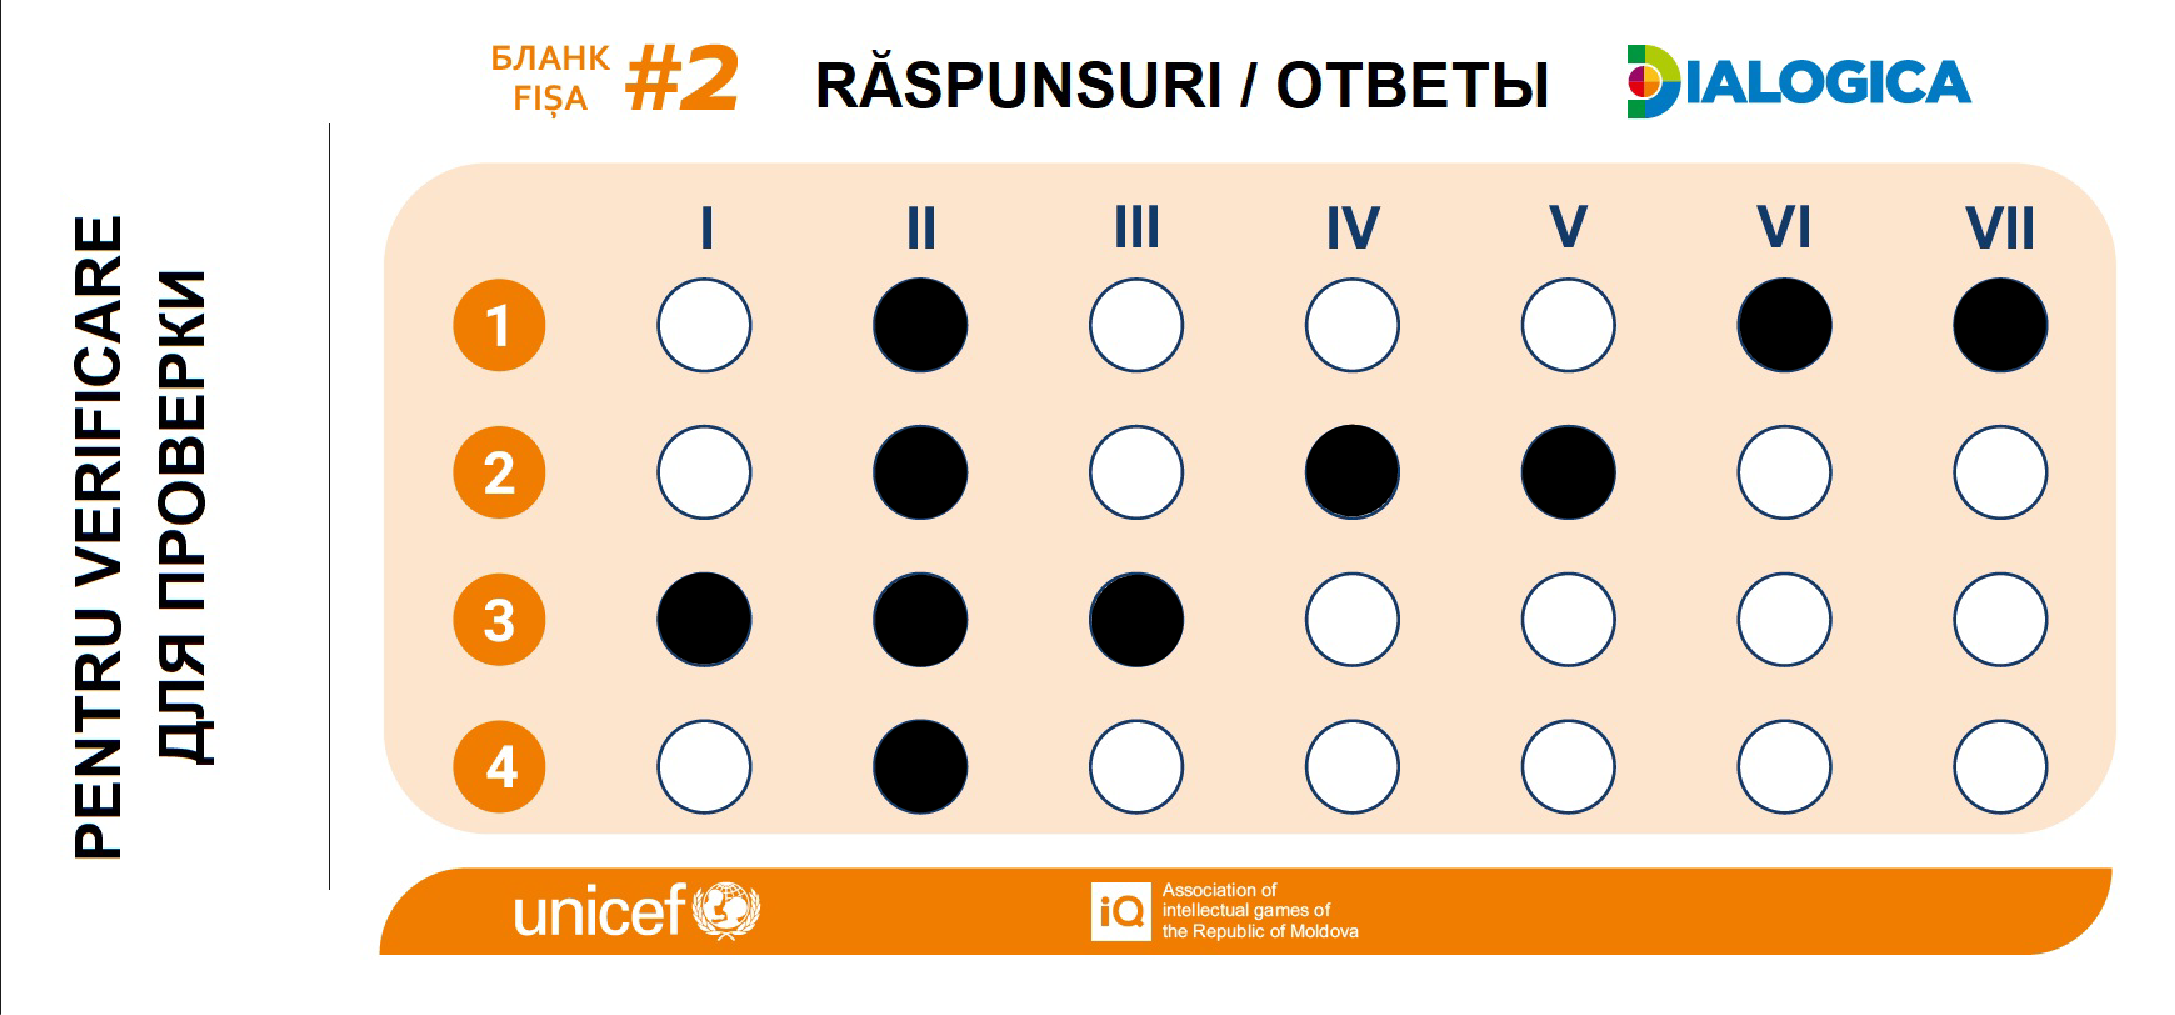 БЛАНК
FIȘA
#2
RĂSPUNSURI / ОТВЕТЫ
DIALOGICA
PENTRU VERIFICARE
ДЛЯ ПРОВЕРКИ
I II III IV V VI VII
1
2
3
4
unicef
iQ
Association of
intellectual games of
the Republic of Moldova